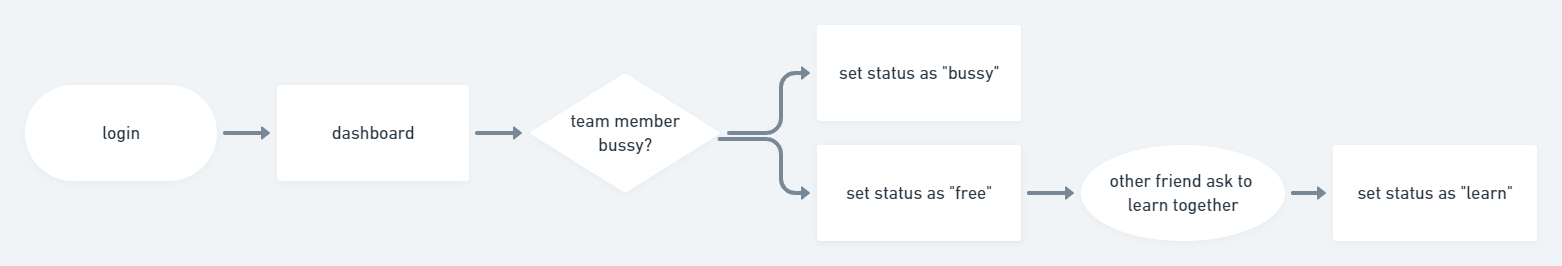 login
dashboard
team member
bussy?
set status as "bussy"
set status as "free"
other friend ask to
learn together
set status as "learn"